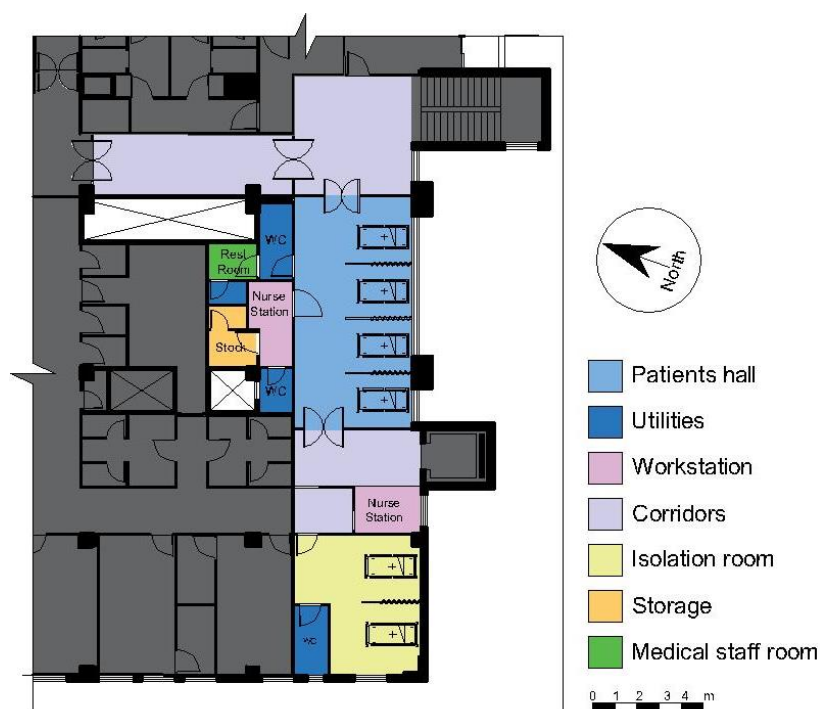 WC
Rest
Room
Nurse
Station
Stock
WC
Nurse
Station
WC
North
Patients hall
Utilities
Workstation
Corridors
Isolation room
Storage
Medical staff room
0 1 2 3 4 m